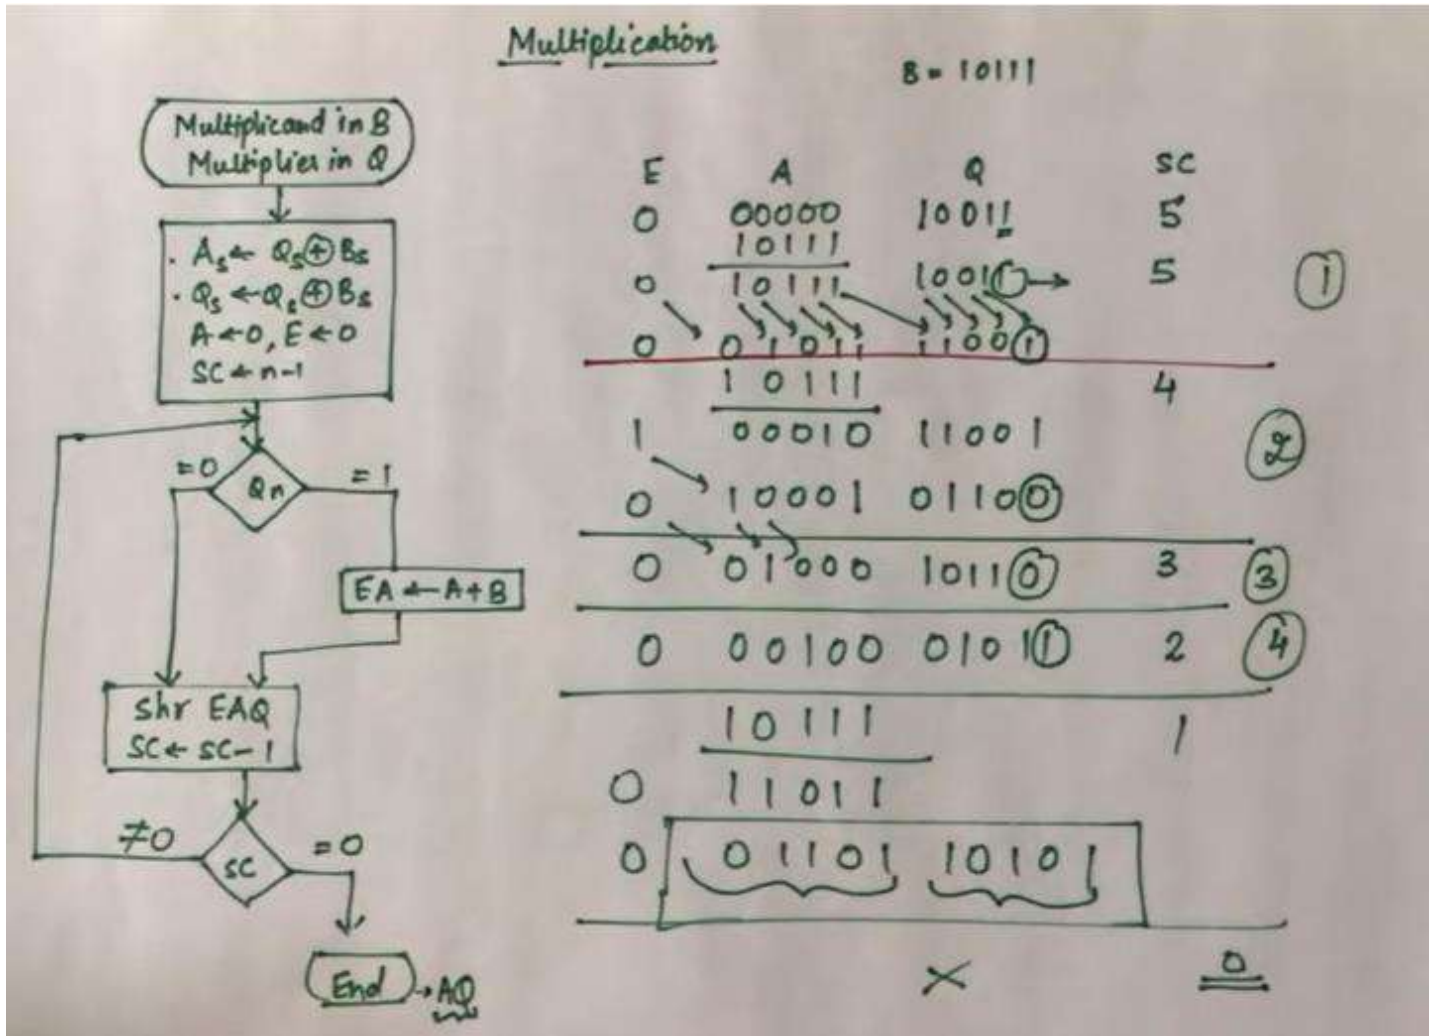 Multiplication
B = 10111
Multiplicand in B
Multiplier in Q
. As ← Qs ⊕ Bs
. Qs ← Qs ⊕ Bs
A ← 0, E ← 0
SC ← n-1
=0 Qn =1
EA ← A+B
Shr EAQ
SC ← SC-1
≠0 SC =0
End → AQ
E A Q SC
0 00000 10011 5
10111
0 10111 10011 → 5 1
0 01011 11001
10111 4
1 00010 11001 2
0 10001 01100
0 01000 10110 3 3
0 00100 01011 2 4
10111 1
0 11011
0 01101 10101
× 0